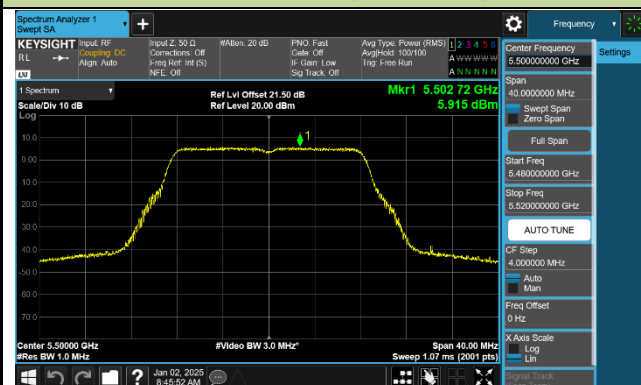 Spectrum Analyzer 1
Swept SA
Frequency
KEYSIGHT Input: RF
RL
Coupling: DC
Align: Auto
LXI
Input Z: 50 Ω
Corrections: Off
Freq Ref: Int (S)
NFE: Off
#Atten: 20 dB
PNO: Fast
Gate: Off
IF Gain: Low
Sig Track: Off
Avg Type: Power (RMS)
Avg|Hold: 100/100
Trig: Free Run
1 2 3 4 5 6
A W W W W W
A N N N N N
1 Spectrum
Scale/Div 10 dB
Log
Ref Lvl Offset 21.50 dB
Ref Level 20.00 dBm
Mkr1 5.502 72 GHz
5.915 dBm
1
10.0
0.00
10.0
20.0
30.0
40.0
-50.0
60.0
70.0
Center 5.50000 GHz
#Res BW 1.0 MHz
#Video BW 3.0 MHz*
Span 40.00 MHz
Sweep 1.07 ms (2001 pts)
Jan 02, 2025
8:45:52 AM
Center Frequency
5.500000000 GHz
Settings
Span
40.0000000 MHz
Swept Span
Zero Span
Full Span
Start Freq
5.480000000 GHz
Stop Freq
5.520000000 GHz
AUTO TUNE
CF Step
4.000000 MHz
Auto
Man
Freq Offset
0 Hz
X Axis Scale
Log
Lin
Signal Track